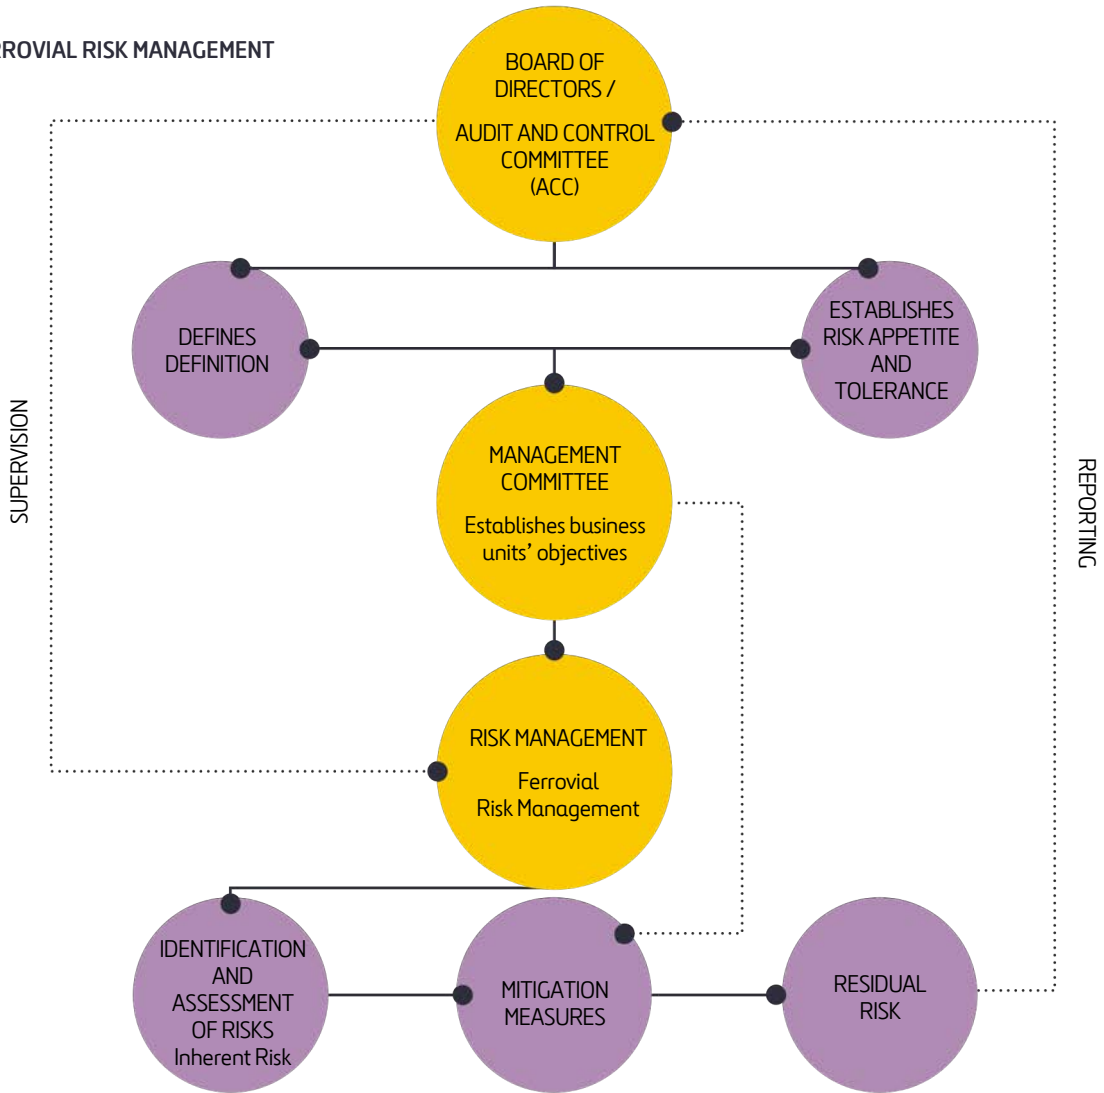 RROVIAL RISK MANAGEMENT
BOARD OF
DIRECTORS /
AUDIT AND CONTROL
COMMITTEE
(ACC)
DEFINES
DEFINITION
ESTABLISHES
RISK APPETITE
AND
TOLERANCE
SUPERVISION
MANAGEMENT
COMMITTEE
Establishes business
units’ objectives
REPORTING
RISK MANAGEMENT
Ferrovial
Risk Management
IDENTIFICATION
AND
ASSESSMENT
OF RISKS
Inherent Risk
MITIGATION
MEASURES
RESIDUAL
RISK